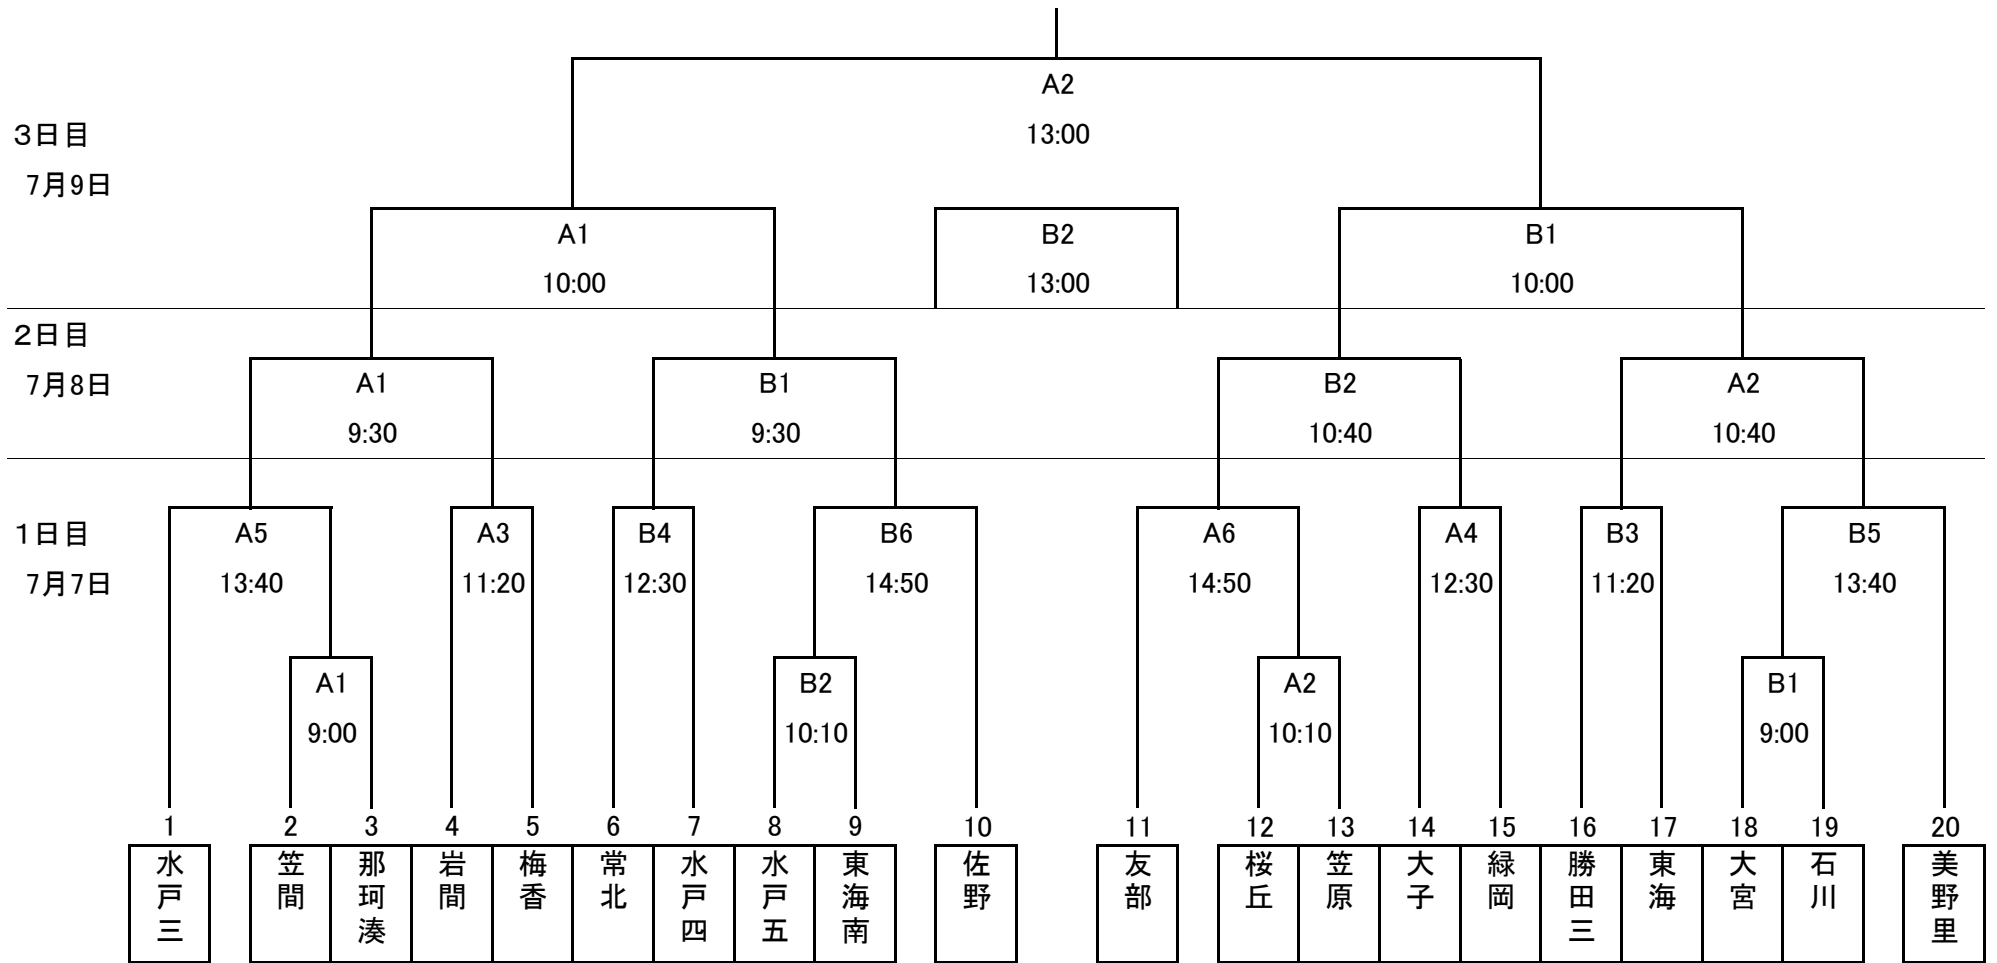 A2
３日目
13:00
7月9日
A1
B2
B1
10:00
13:00
10:00
２日目
7月8日
A1
B1
B2
A2
9:30
9:30
10:40
10:40
１日目
A5
A3
B4
B6
A6
A4
B3
B5
7月7日
13:40
11:20
12:30
14:50
14:50
12:30
11:20
13:40
A1
B2
A2
B1
9:00
10:10
10:10
9:00
1
2
3
4
5
6
7
8
9
10
11
12
13
14
15
16
17
18
19
20
水戸三
笠間
那珂湊
岩間
梅香
常北
水戸四
水戸五
東海南
佐野
友部
桜丘
笠原
大子
緑岡
勝田三
東海
大宮
石川
美野里